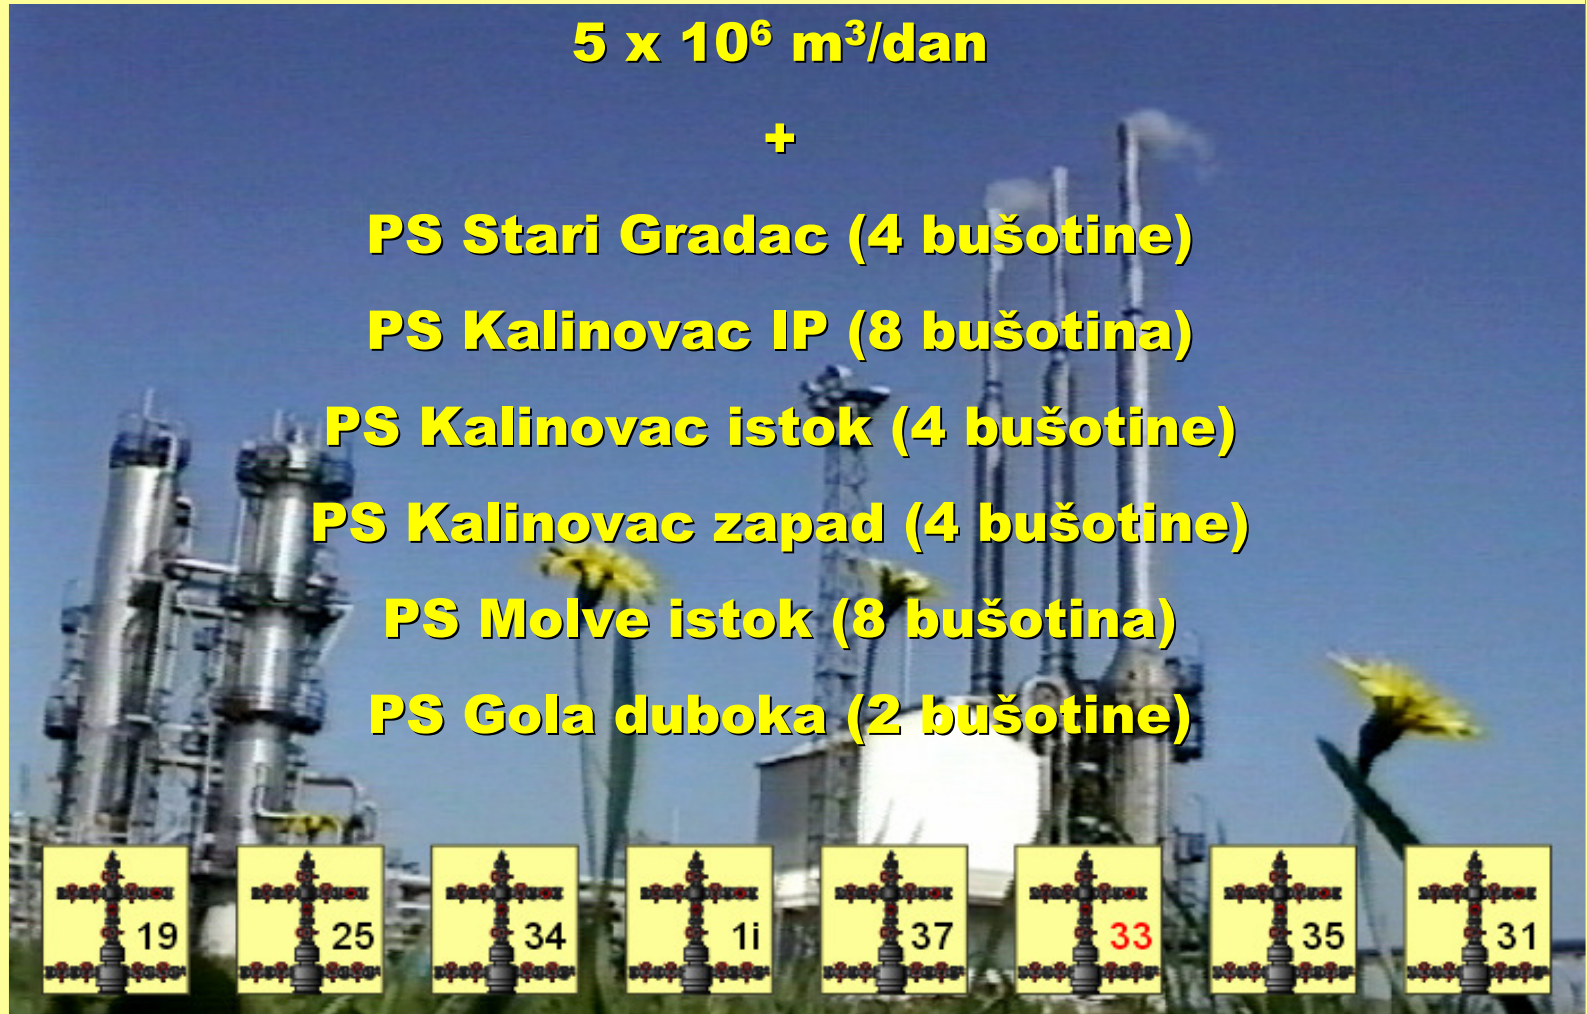 5 x 10⁶ m³/dan
+
PS Stari Gradac (4 bušotine)
PS Kalinovac IP (8 bušotina)
PS Kalinovac istok (4 bušotine)
PS Kalinovac zapad (4 bušotine)
PS Molve istok (8 bušotina)
PS Gola duboka (2 bušotine)
19 25 34 1i 37 33 35 31